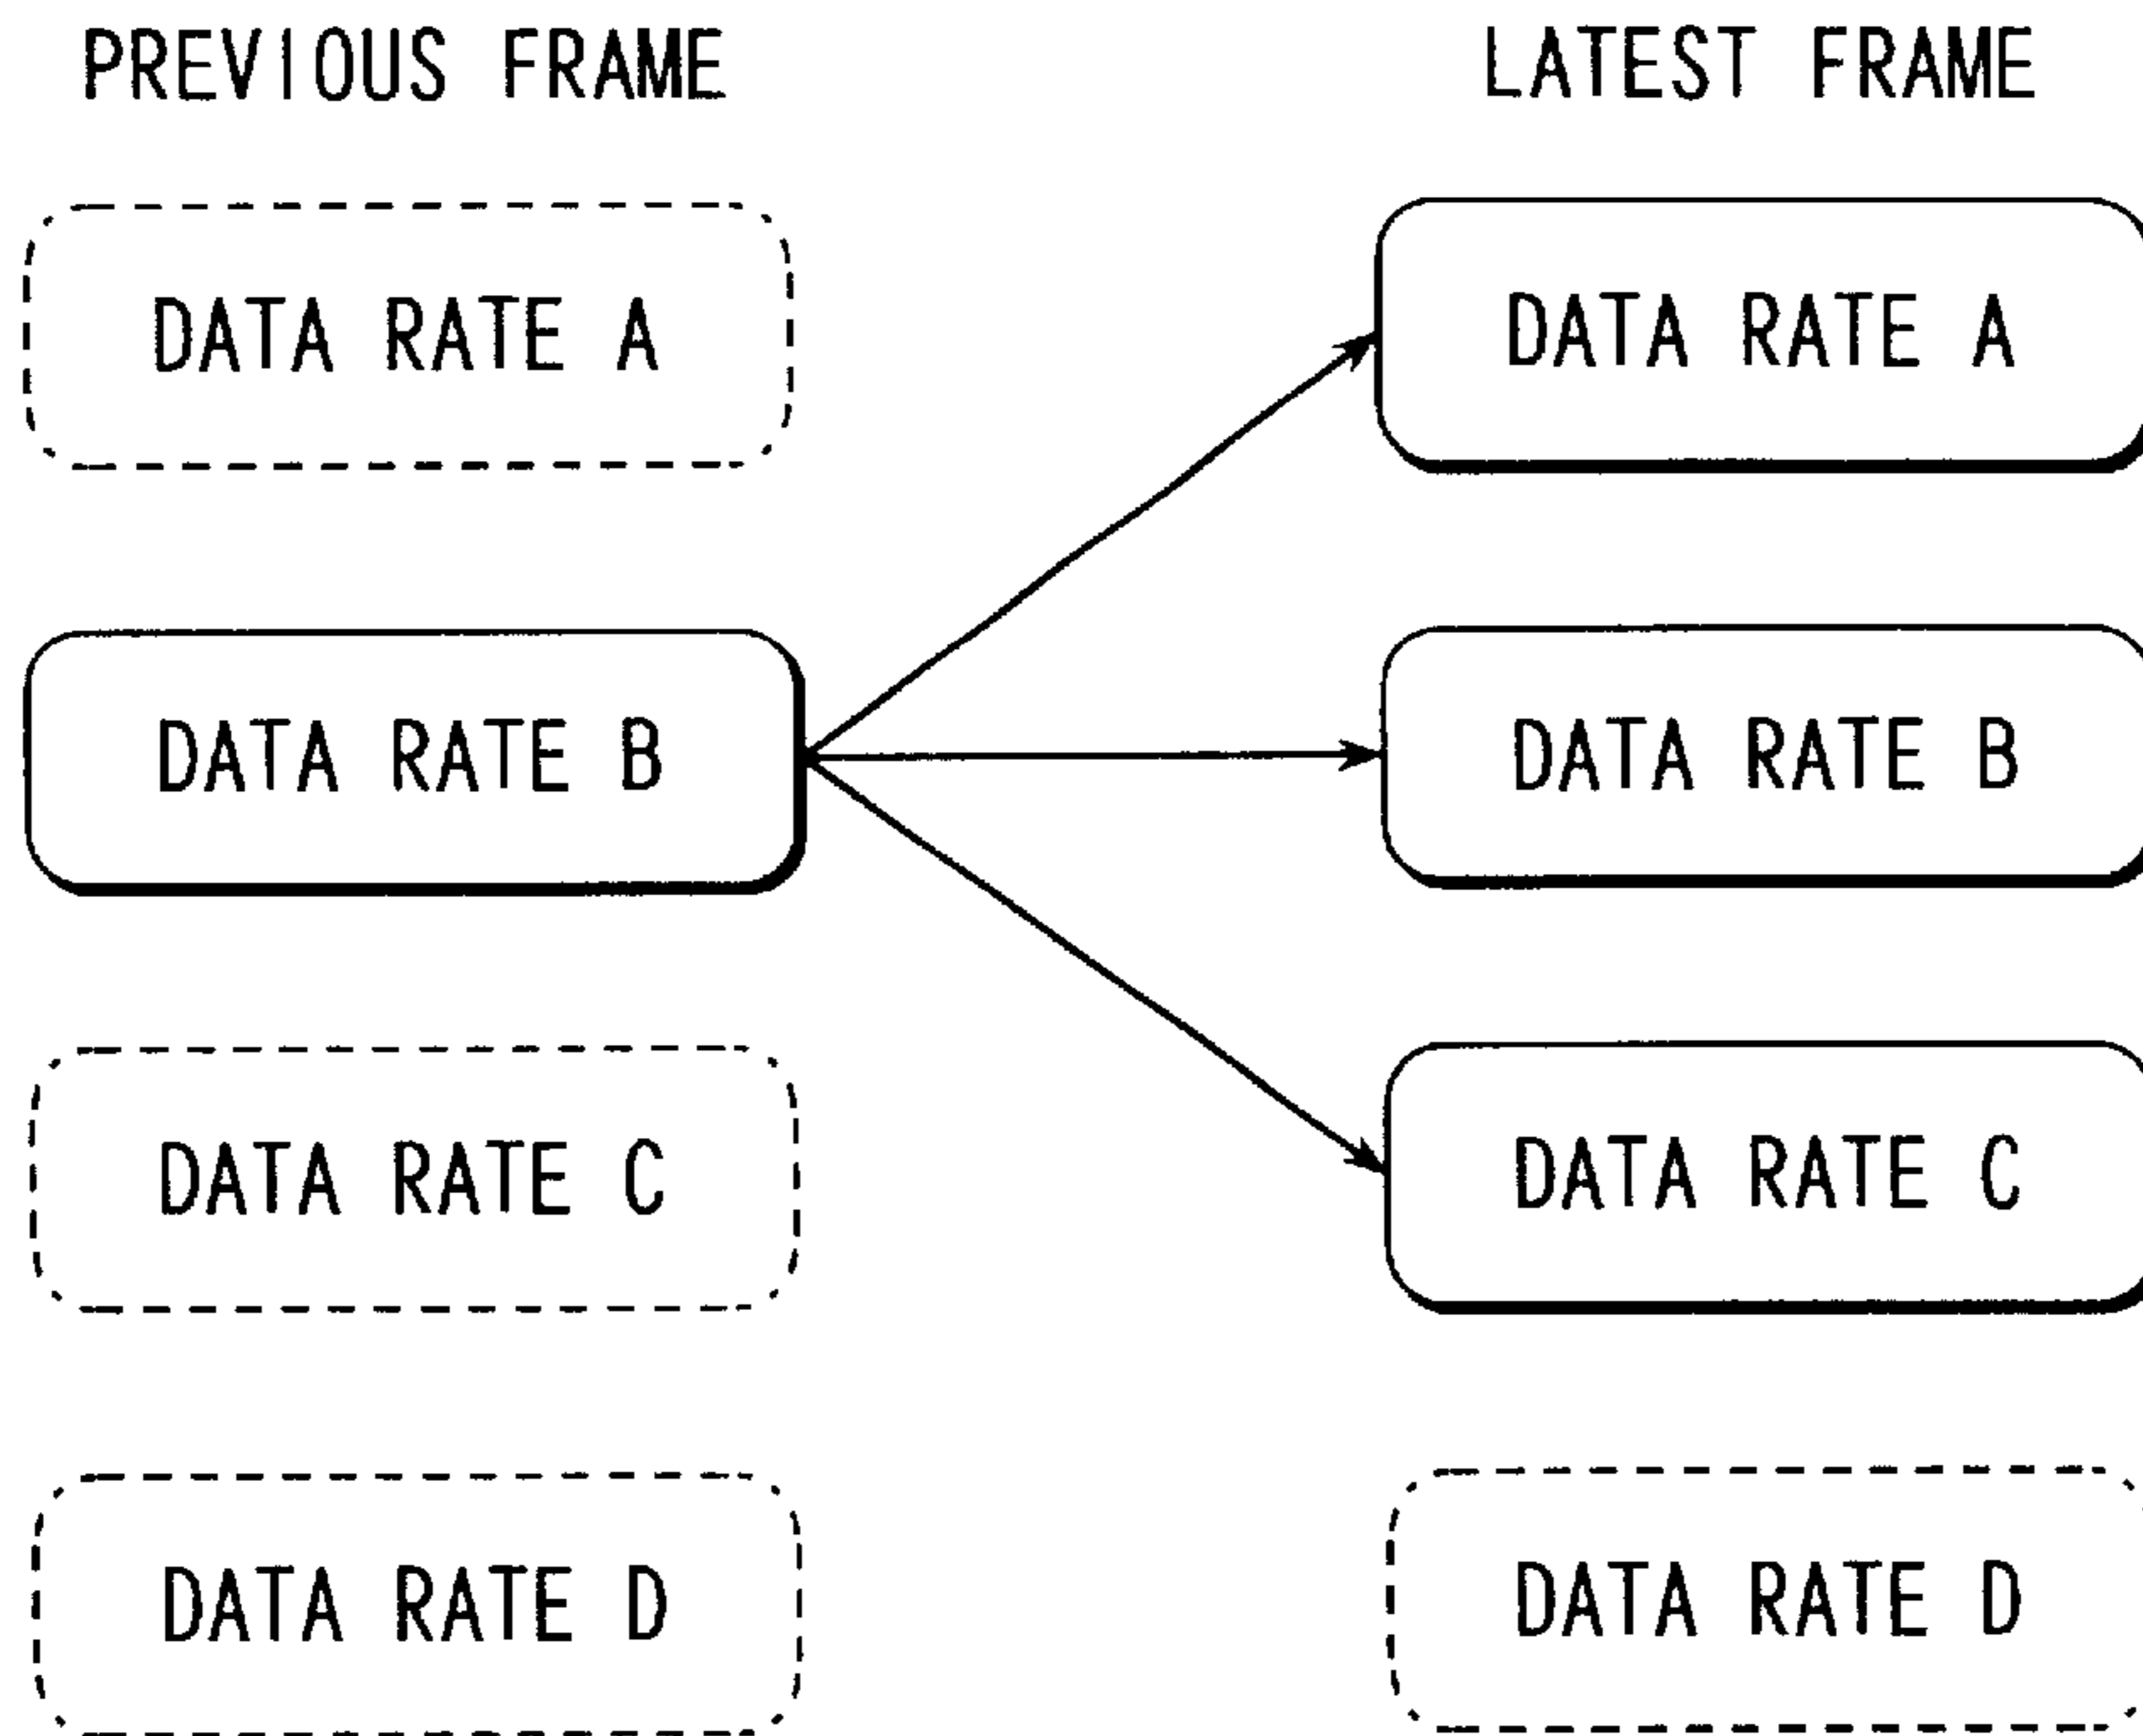 PREVIOUS FRAME
LATEST FRAME
DATA RATE A
DATA RATE A
DATA RATE B
DATA RATE B
DATA RATE C
DATA RATE C
DATA RATE D
DATA RATE D